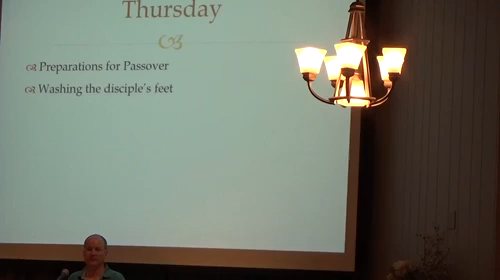 Thursday
Preparations for Passover
Washing the disciple's feet